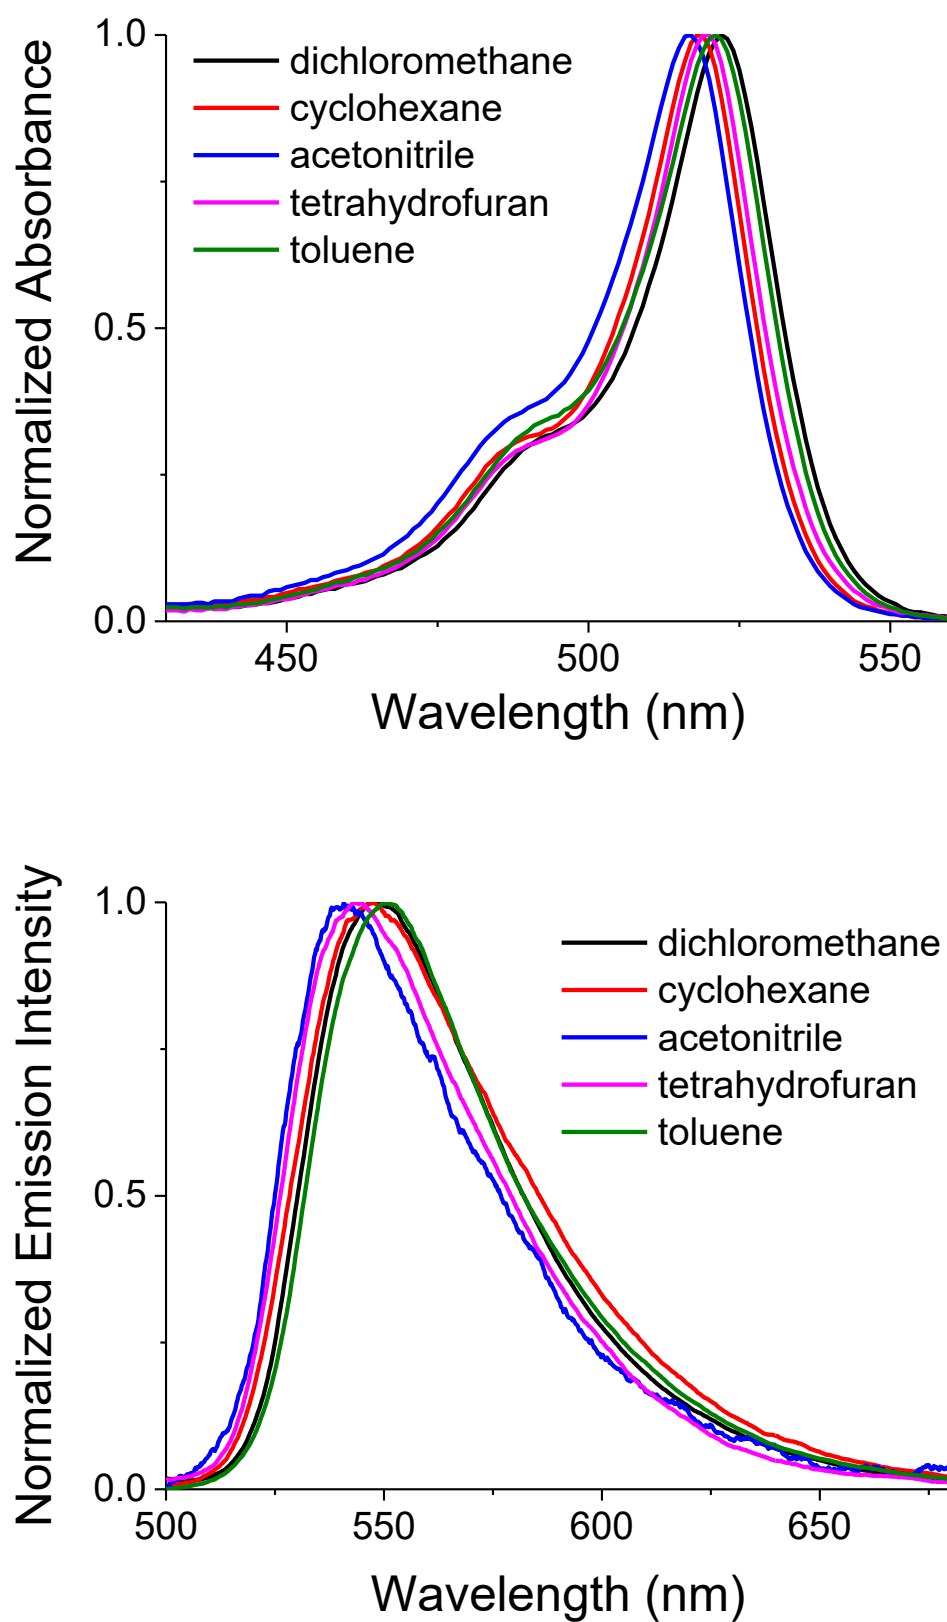 Normalized Absorbance
1.0
0.5
0.0
dichloromethane
cyclohexane
acetonitrile
tetrahydrofuran
toluene
450 500 550
Wavelength (nm)
Normalized Emission Intensity
1.0
0.5
0.0
dichloromethane
cyclohexane
acetonitrile
tetrahydrofuran
toluene
500 550 600 650
Wavelength (nm)